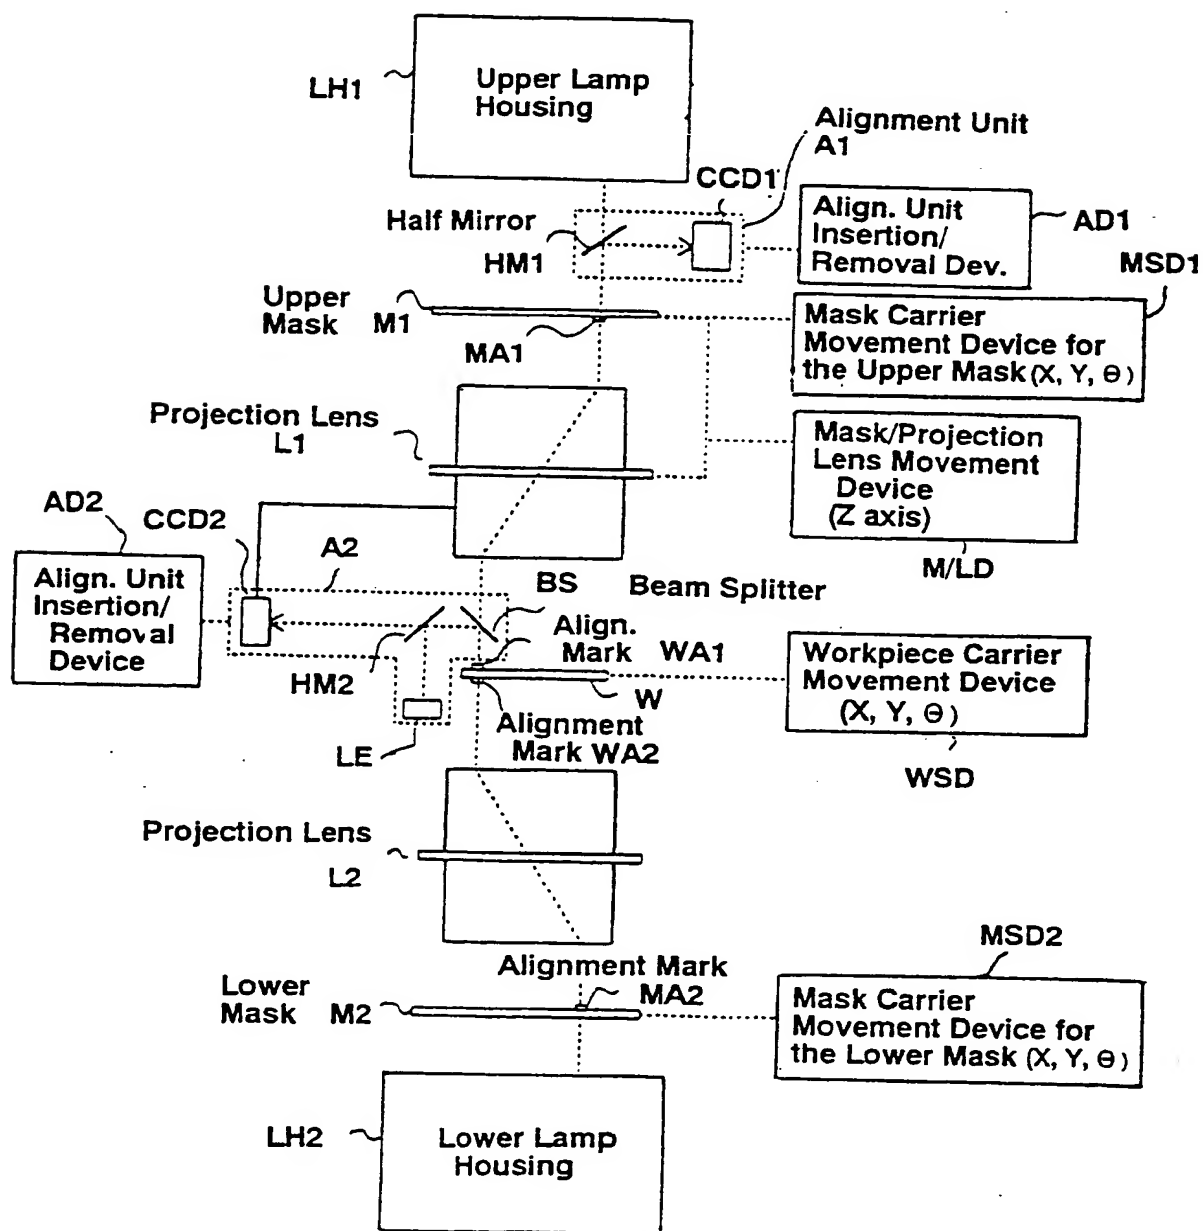 LH1
Upper Lamp
Housing
Alignment Unit
A1
CCD1
Half Mirror
HM1
Align. Unit
Insertion/
Removal Dev.
AD1
MSD1
Upper
Mask M1
MA1
Mask Carrier
Movement Device for
the Upper Mask (X, Y, Θ)
Projection Lens
L1
Mask/Projection
Lens Movement
Device
(Z axis)
M/LD
AD2
CCD2
A2
Align. Unit
Insertion/
Removal
Device
BS Beam Splitter
Align.
Mark WA1
HM2
W
Workpiece Carrier
Movement Device
(X, Y, Θ)
WSD
LE
Alignment
Mark WA2
Projection Lens
L2
Alignment Mark
MA2
MSD2
Lower
Mask M2
Mask Carrier
Movement Device for
the Lower Mask (X, Y, Θ)
LH2
Lower Lamp
Housing